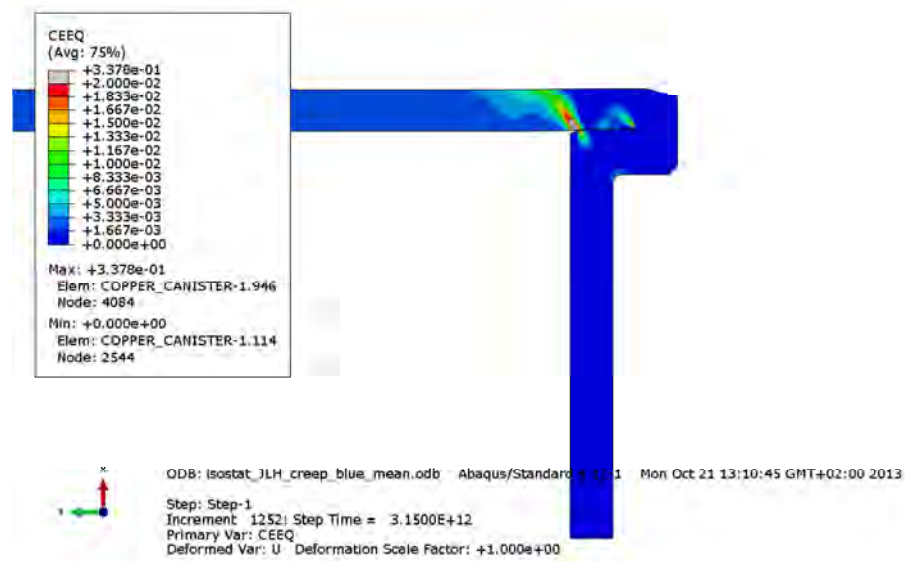 CEEQ
(Avg: 75%)
+3.378e-01
+2.000e-02
+1.833e-02
+1.667e-02
+1.500e-02
+1.333e-02
+1.167e-02
+1.000e-02
+8.333e-03
+6.667e-03
+5.000e-03
+3.333e-03
+1.667e-03
+0.000e+00
Max: +3.378e-01
Elem: COPPER_CANISTER-1.946
Node: 4084
Min: +0.000e+00
Elem: COPPER_CANISTER-1.114
Node: 2544
ODB: isostat_JLH_creep_blue_mean.odb Abaqus/Standard Mon Oct 21 13:10:45 GMT+02:00 2013
Step: Step-1
Increment 1252: Step Time = 3.1500E+12
Primary Var: CEEQ
Deformed Var: U Deformation Scale Factor: +1.000e+00